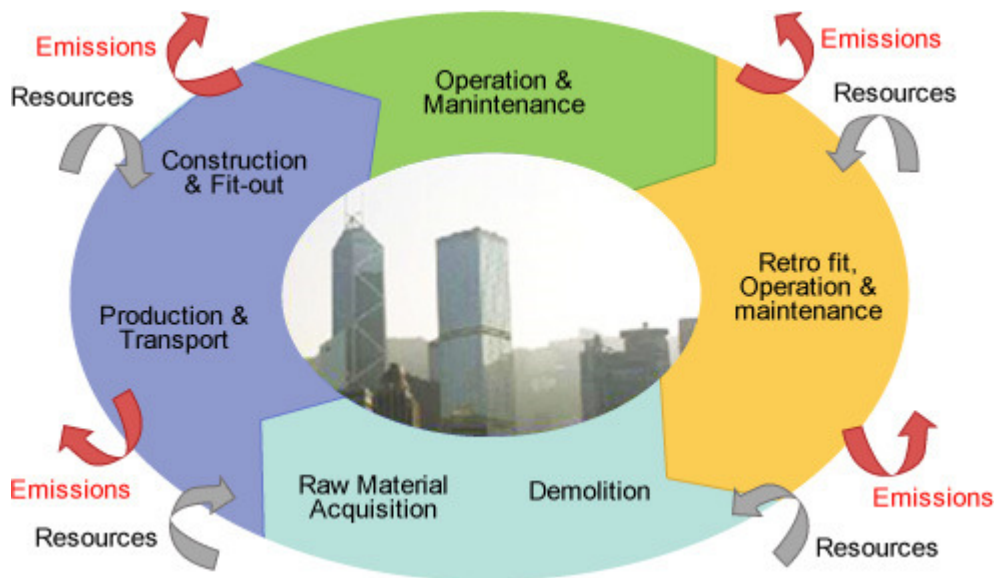 Emissions
Resources
Operation &
Manintenance
Emissions
Resources
Construction
& Fit-out
Retro fit,
Operation &
maintenance
Production &
Transport
Raw Material
Acquisition
Demolition
Emissions
Resources
Emissions
Resources